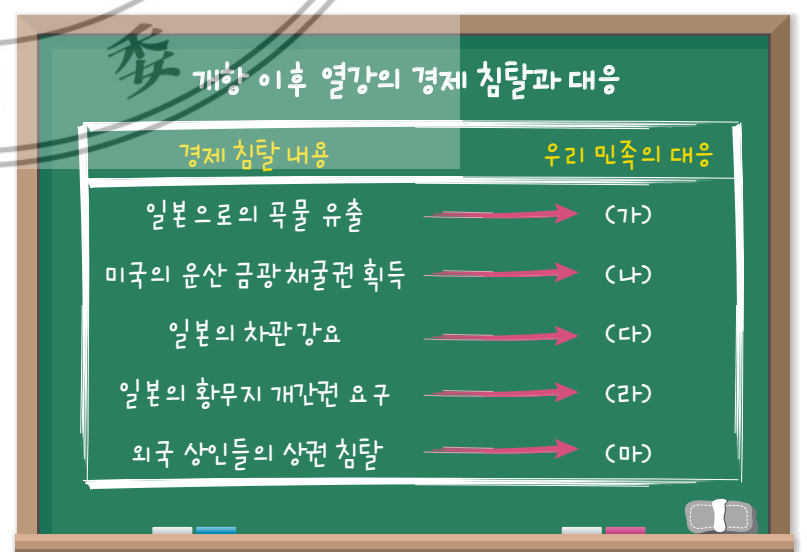 개항 이후 열강의 경제 침탈과 대응
경제 침탈 내용 우리 민족의 대응
일본으로의 곡물 유출 (가)
미국의 운산 금광 채굴권 획득 (나)
일본의 차관 강요 (다)
일본의 황무지 개간권 요구 (라)
외국 상인들의 상권 침탈 (마)